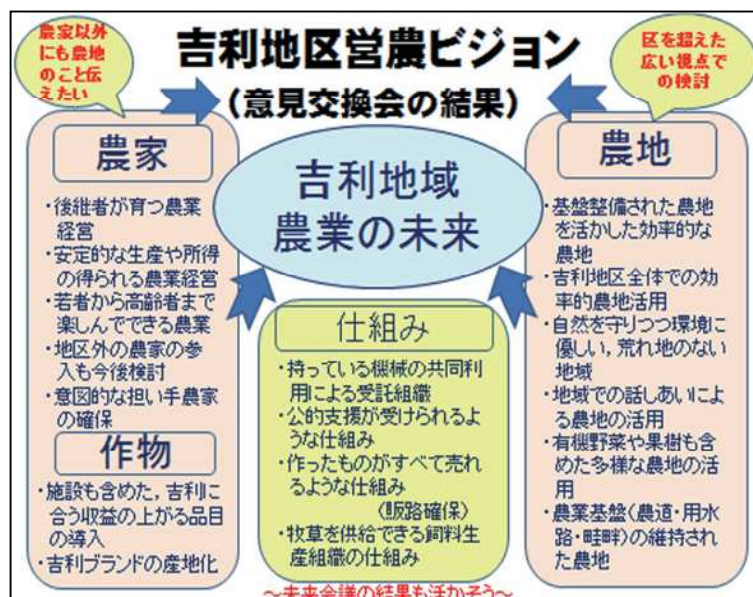 農家以外
にも農地
のこと伝
えたい
吉利地区営農ビジョン
(意見交換会の結果)
区を超えた
広い視点で
の検討
農家
・後継者が育つ農業
経営
・安定的な生産や所得
の得られる農業経営
・若者から高齢者まで
楽しんでできる農業
・地区外の農家の参
入も今後検討
・意図的な担い手農家
の確保
作物
・施設も含めた,吉利に
合う収益の上がる品目
の導入
・吉利ブランドの産地化
吉利地域
農業の未来
仕組み
・持っている機械の共同利
用による受託組織
・公的支援が受けられるよ
うな仕組み
・作ったものがすべて売れ
るような仕組み
(販路確保)
・牧草を供給できる飼料生
産組織の仕組み
農地
・基盤整備された農地
を活かした効率的な
農地
・吉利地区全体での効
率的農地活用
・自然を守りつつ環境に
優しい,荒れ地のない
地域
・地域での話しあいによ
る農地の活用
・有機野菜や果樹も含
めた多様な農地の活
用
・農業基盤(農道・用水
路・畦畔)の維持され
た農地
~未来会議の結果も活かそう~